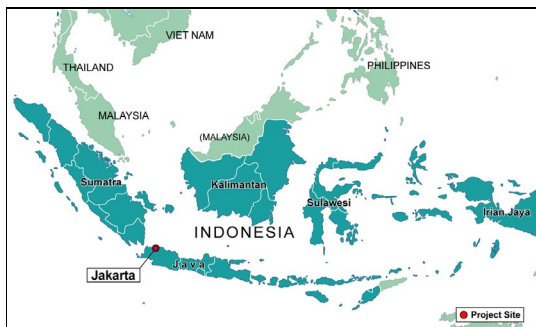 VIET NAM
THAILAND
PHILIPPINES
MALAYSIA
(MALAYSIA)
Sumatra
Kalimantan
Sulawesi
Irian Jaya
INDONESIA
Java
Jakarta
Project Site